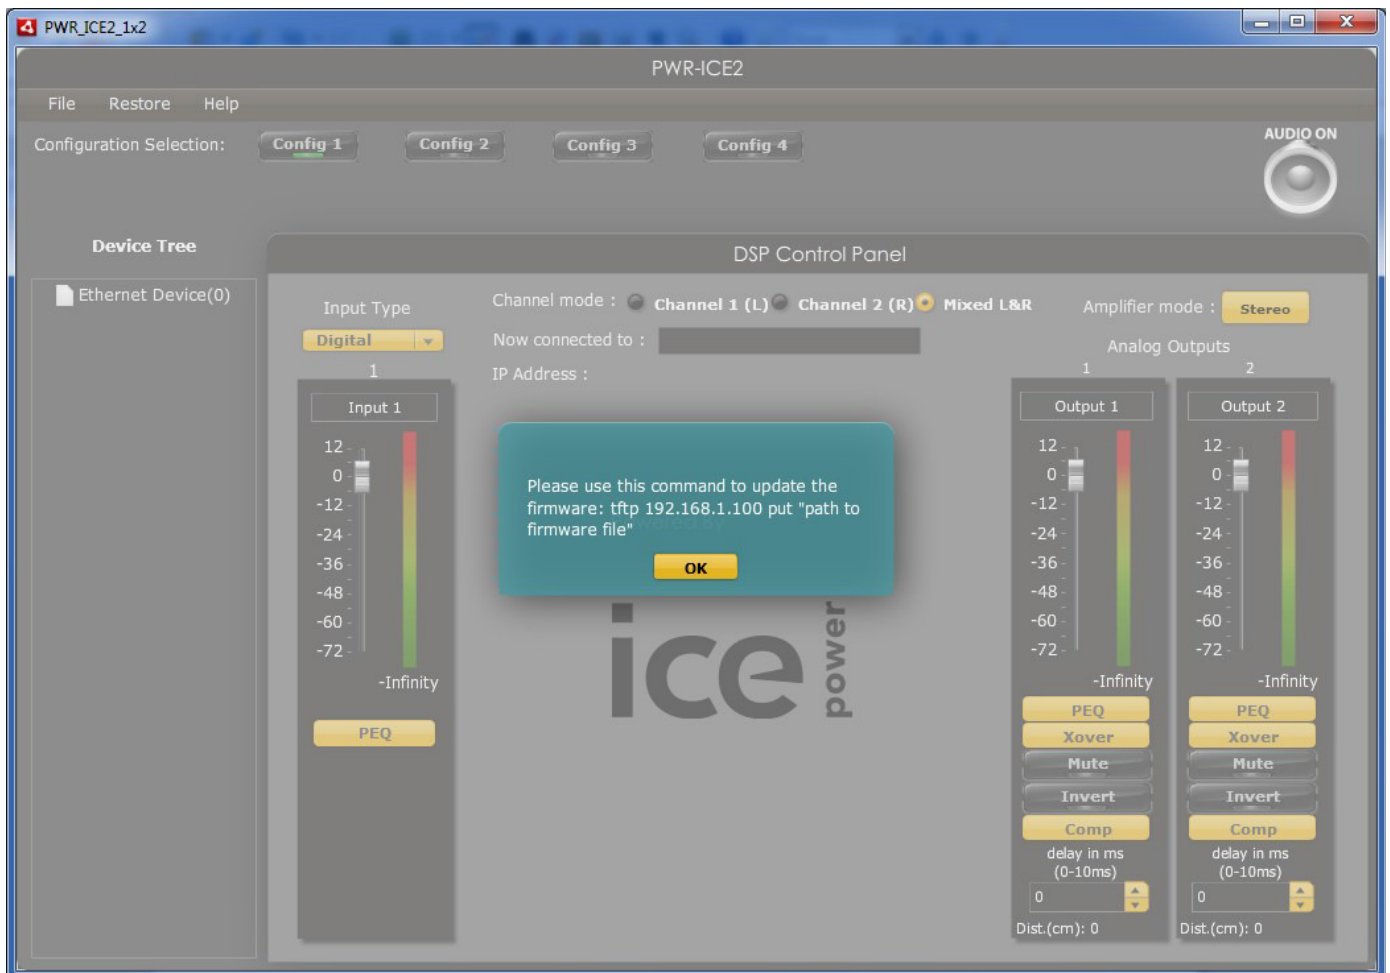 PWR_ICE2_1x2
PWR-ICE2
File Restore Help
Configuration Selection: Config 1 Config 2 Config 3 Config 4
AUDIO ON
Device Tree
DSP Control Panel
Ethernet Device(0)
Input Type
Channel mode : Channel 1 (L) Channel 2 (R) Mixed L&R
Amplifier mode : Stereo
Digital
Now connected to :
Analog Outputs
1
IP Address :
1 2
Input 1
12
0
-12
-24
-36
-48
-60
-72
-Infinity
PEQ
Please use this command to update the
firmware: tftp 192.168.1.100 put "path to
firmware file"
OK
ice power
Output 1
12
0
-12
-24
-36
-48
-60
-72
-Infinity
PEQ
Xover
Mute
Invert
Comp
delay in ms
(0-10ms)
0
Dist.(cm): 0
Output 2
12
0
-12
-24
-36
-48
-60
-72
-Infinity
PEQ
Xover
Mute
Invert
Comp
delay in ms
(0-10ms)
0
Dist.(cm): 0